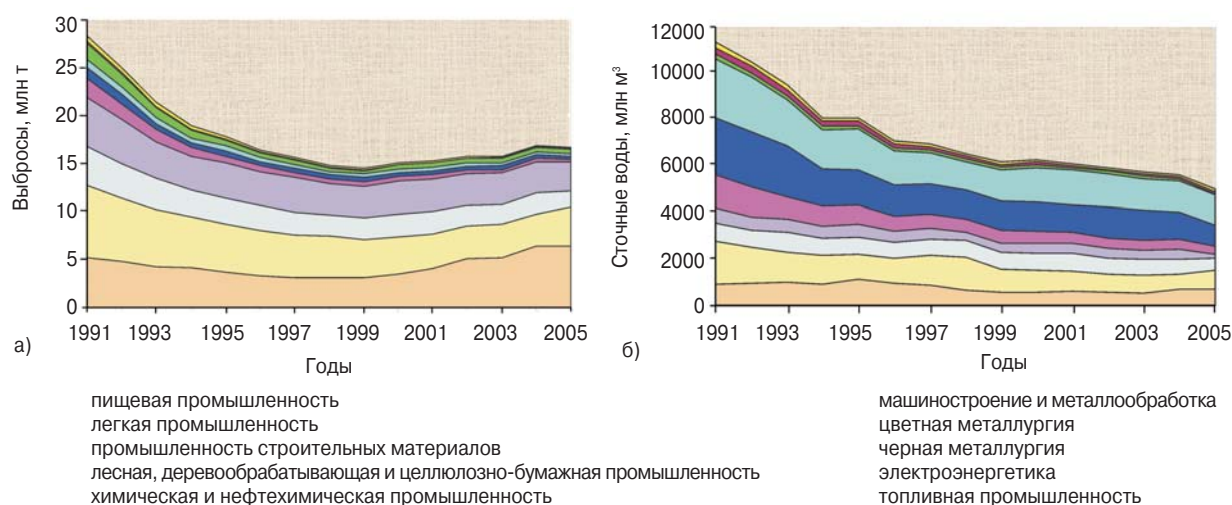 30
25
20
15
10
5
0
Выбросы, млн т
1991 1993 1995 1997 1999 2001 2003 2005
а)
Годы
12000
10000
8000
6000
4000
2000
0
Сточные воды, млн м³
1991 1993 1995 1997 1999 2001 2003 2005
б)
Годы
пищевая промышленность
легкая промышленность
промышленность строительных материалов
лесная, деревообрабатывающая и целлюлозно-бумажная промышленность
химическая и нефтехимическая промышленность
машиностроение и металлообработка
цветная металлургия
черная металлургия
электроэнергетика
топливная промышленность